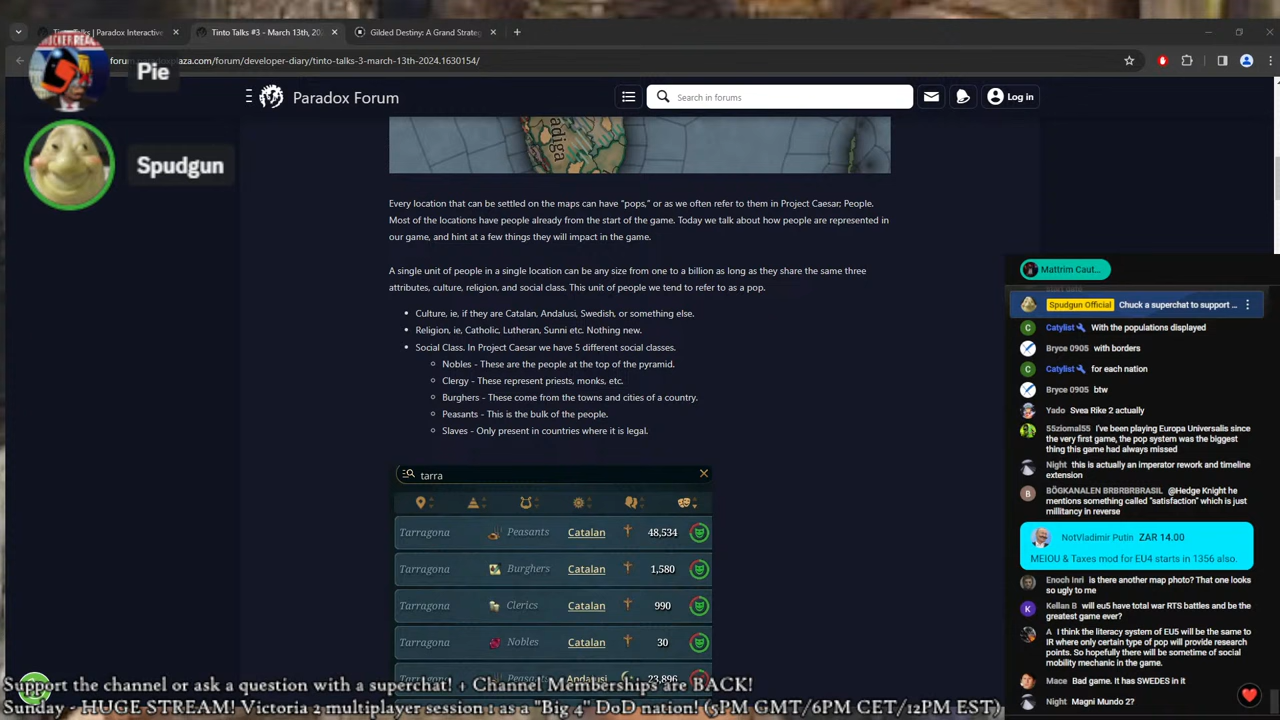 Tinto Talks | Paradox Interactive
Tinto Talks #3 - March 13th, 20
Gilded Destiny: A Grand Strateg
Pie
forum.paradoxplaza.com/forum/developer-diary/tinto-talks-3-march-13th-2024.1630154/
Paradox Forum
Search in forums
Log in
Spudgun
adiga
Every location that can be settled on the maps can have “pops,” or as we often refer to them in Project Caesar; People.
Most of the locations have people already from the start of the game. Today we talk about how people are represented in
our game, and hint at a few things they will impact in the game.
A single unit of people in a single location can be any size from one to a billion as long as they share the same three
attributes, culture, religion, and social class. This unit of people we tend to refer to as a pop.
Culture, ie, if they are Catalan, Andalusi, Swedish, or something else.
Religion, ie, Catholic, Lutheran, Sunni etc. Nothing new.
Social Class. In Project Caesar we have 5 different social classes.
Nobles - These are the people at the top of the pyramid.
Clergy - These represent priests, monks, etc.
Burghers - These come from the towns and cities of a country.
Peasants - This is the bulk of the people.
Slaves - Only present in countries where it is legal.
tarra
Tarragona Peasants Catalan 48,534
Tarragona Burghers Catalan 1,580
Tarragona Clerics Catalan 990
Tarragona Nobles Catalan 30
Tarragona Peasants Andalusi 23,896
Mattrim Caut...
start date
Spudgun Official Chuck a superchat to support ...
Catylist With the populations displayed
Bryce 0905 with borders
Catylist for each nation
Bryce 0905 btw
Yado Svea Rike 2 actually
55ziomal55 I've been playing Europa Universalis since
the very first game, the pop system was the biggest
thing this game had always missed
Night this is actually an imperator rework and timeline
extension
BÖGKANALEN BRBRBRBRASIL @Hedge Knight he
mentions something called "satisfaction" which is just
millitancy in reverse
NotVladimir Putin ZAR 14.00
MEIOU & Taxes mod for EU4 starts in 1356 also.
Enoch Inri is there another map photo? That one looks
so ugly to me
Kellan B will eu5 have total war RTS battles and be the
greatest game ever?
A I think the literacy system of EU5 will be the same to
IR where only certain type of pop will provide research
points. So hopefully there will be sometime of social
mobility mechanic in the game.
Mace Bad game. It has SWEDES in it
Night Magni Mundo 2?
Support the channel or ask a question with a superchat! + Channel Memberships are BACK!
Sunday - HUGE STREAM! Victoria 2 multiplayer session 1 as a "Big 4" DoD nation! (5PM GMT/6PM CET/12PM EST)